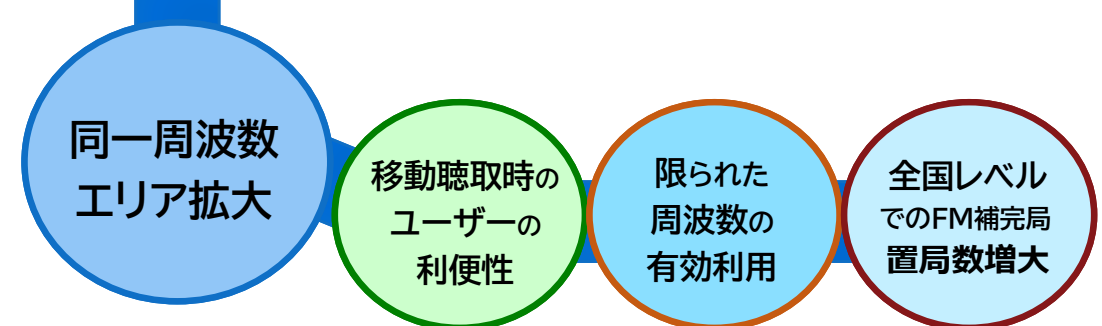 同一周波数
エリア拡大
移動聴取時の
ユーザーの
利便性
限られた
周波数の
有効利用
全国レベル
でのFM補完局
置局数増大